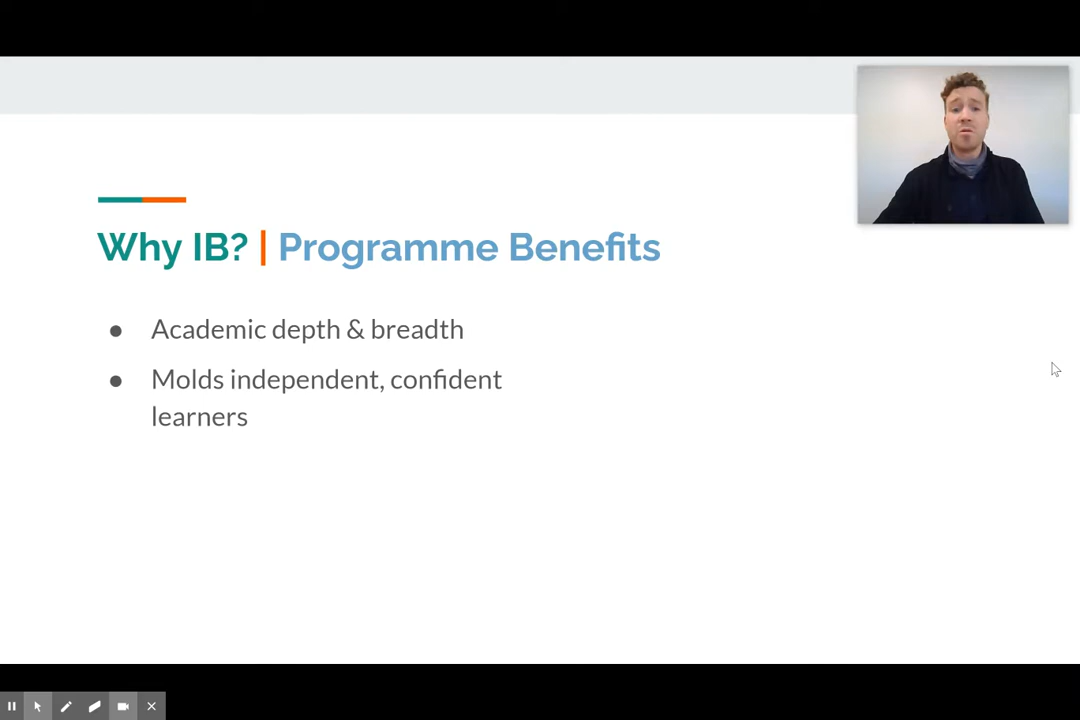 Why IB? | Programme Benefits
● Academic depth & breadth
● Molds independent, confident
learners